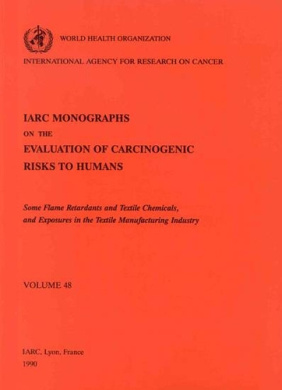 WORLD HEALTH ORGANIZATION
INTERNATIONAL AGENCY FOR RESEARCH ON CANCER
IARC MONOGRAPHS
ON THE
EVALUATION OF CARCINOGENIC
RISKS TO HUMANS
Some Flame Retardants and Textile Chemicals,
and Exposures in the Textile Manufacturing Industry
VOLUME 48
IARC, Lyon, France
1990